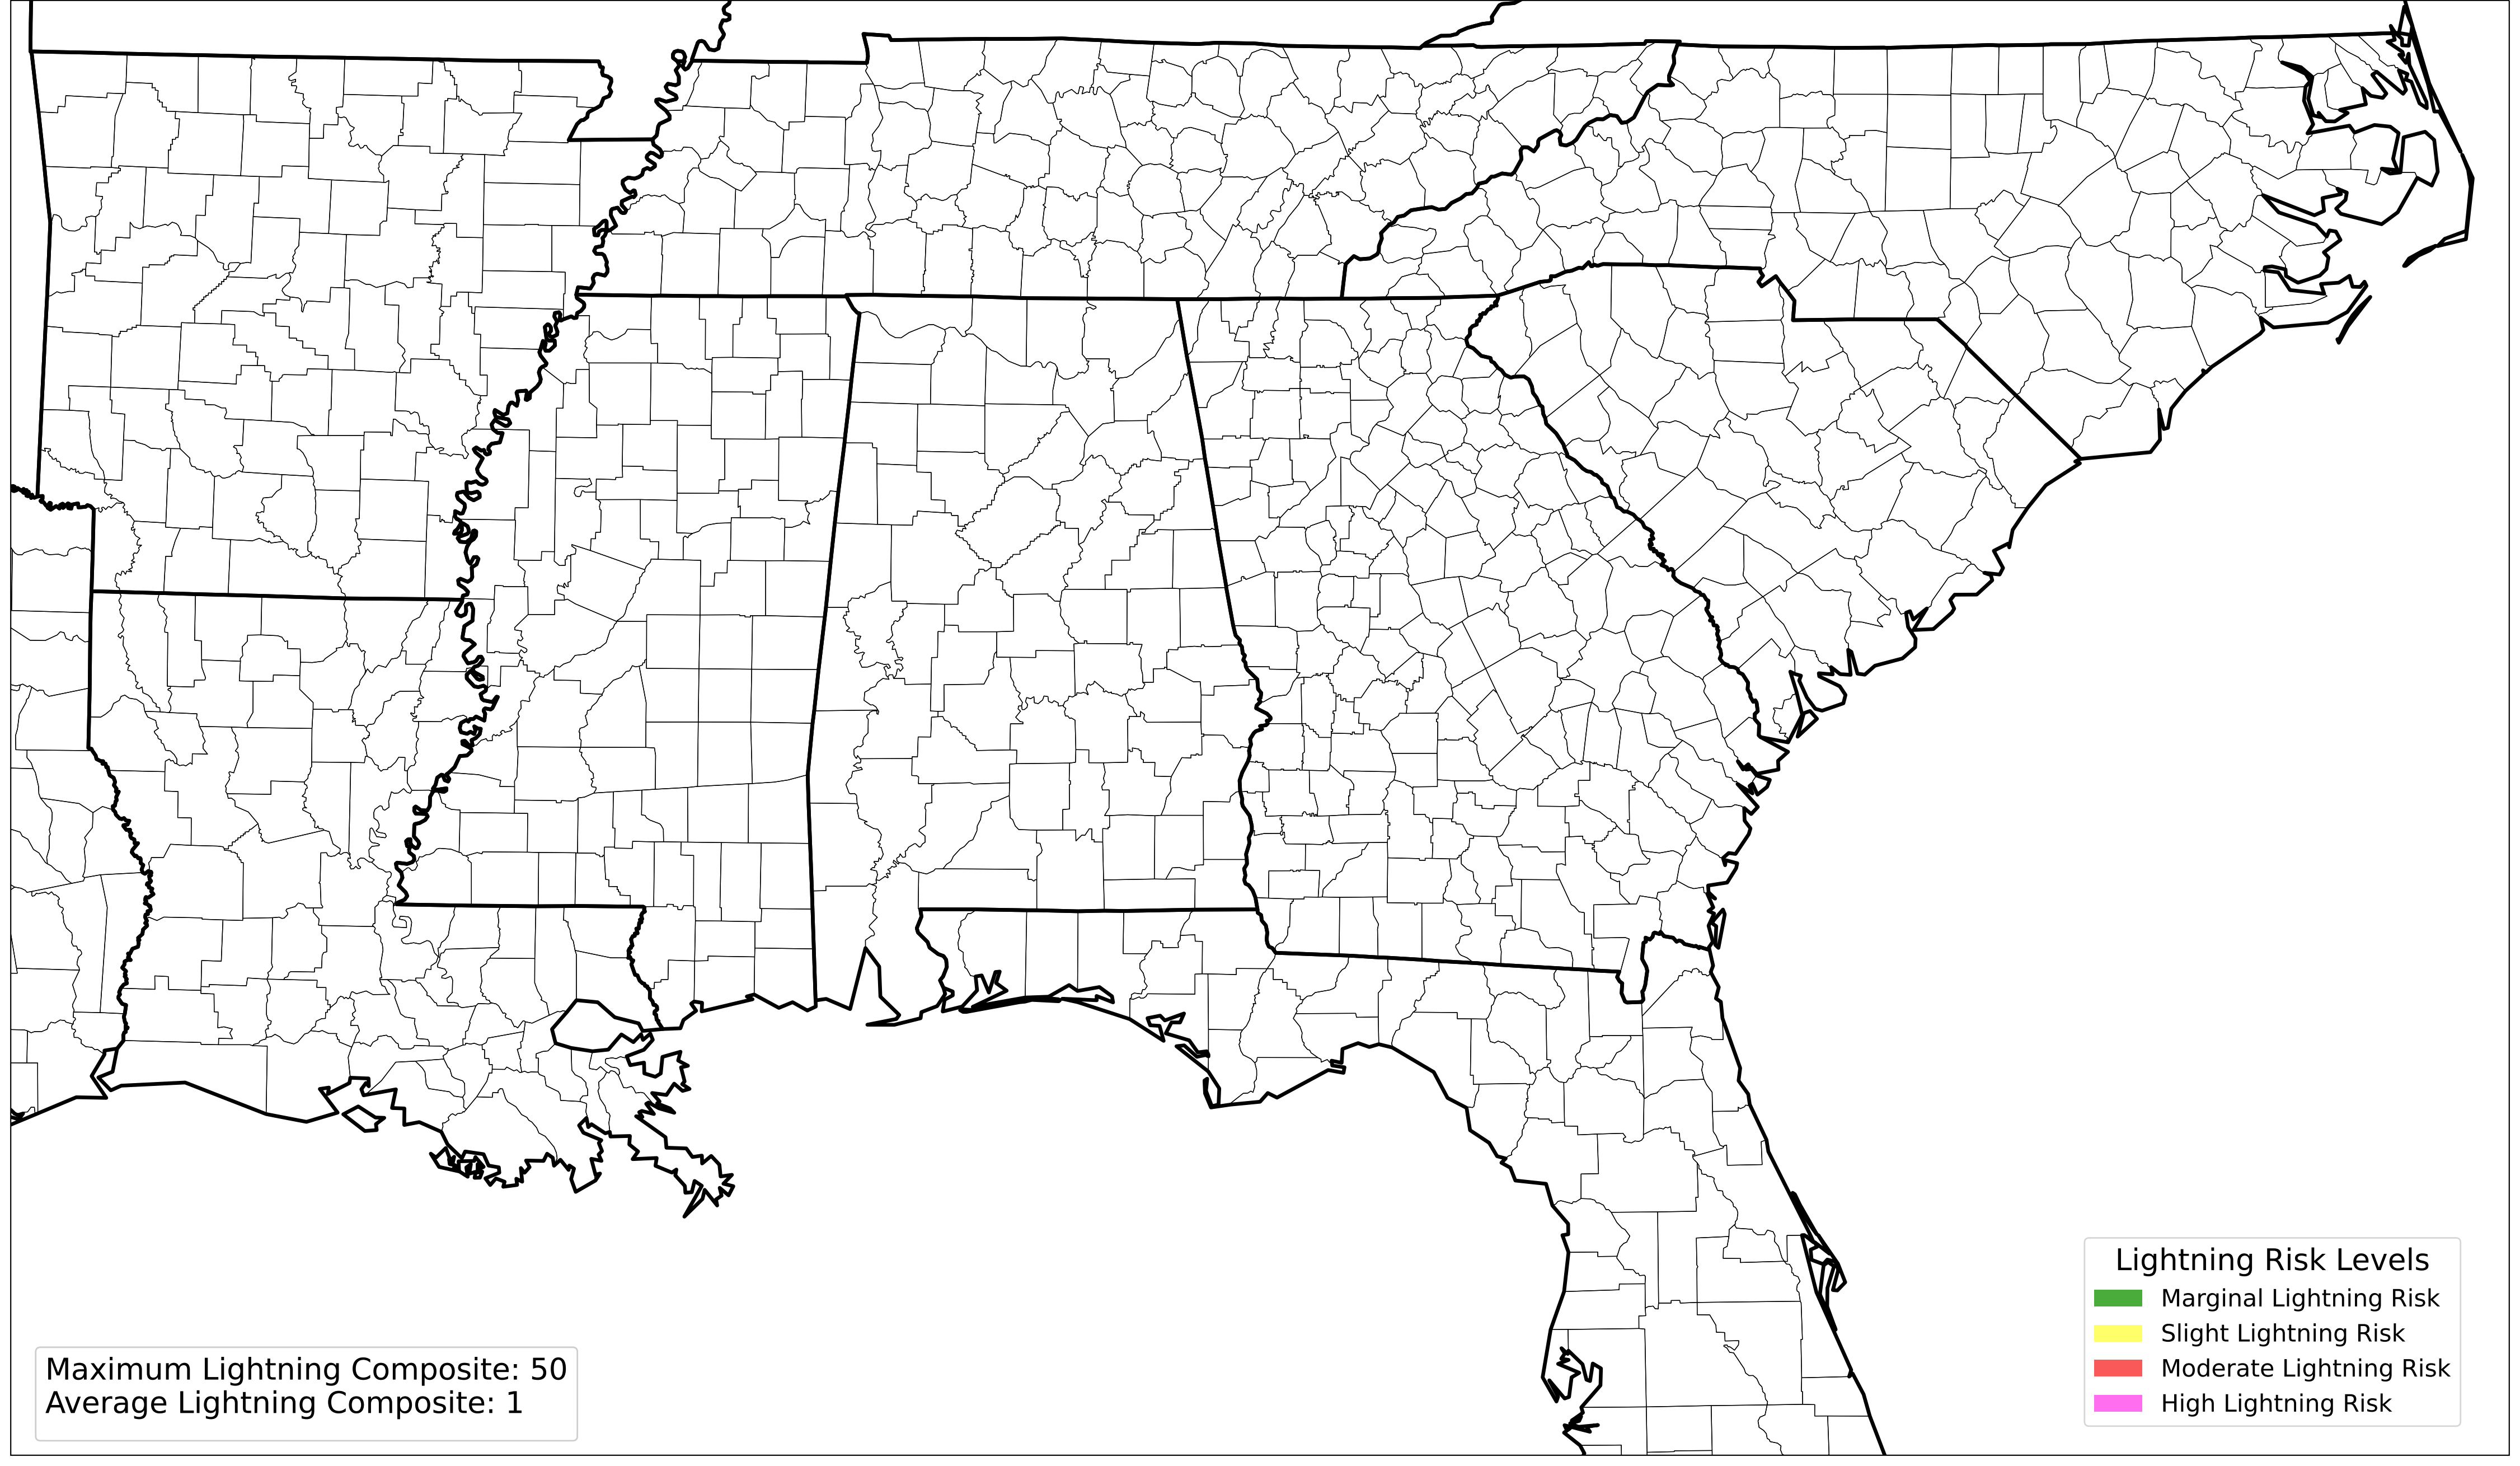 Maximum Lightning Composite: 50
Average Lightning Composite: 1
Lightning Risk Levels
Marginal Lightning Risk
Slight Lightning Risk
Moderate Lightning Risk
High Lightning Risk